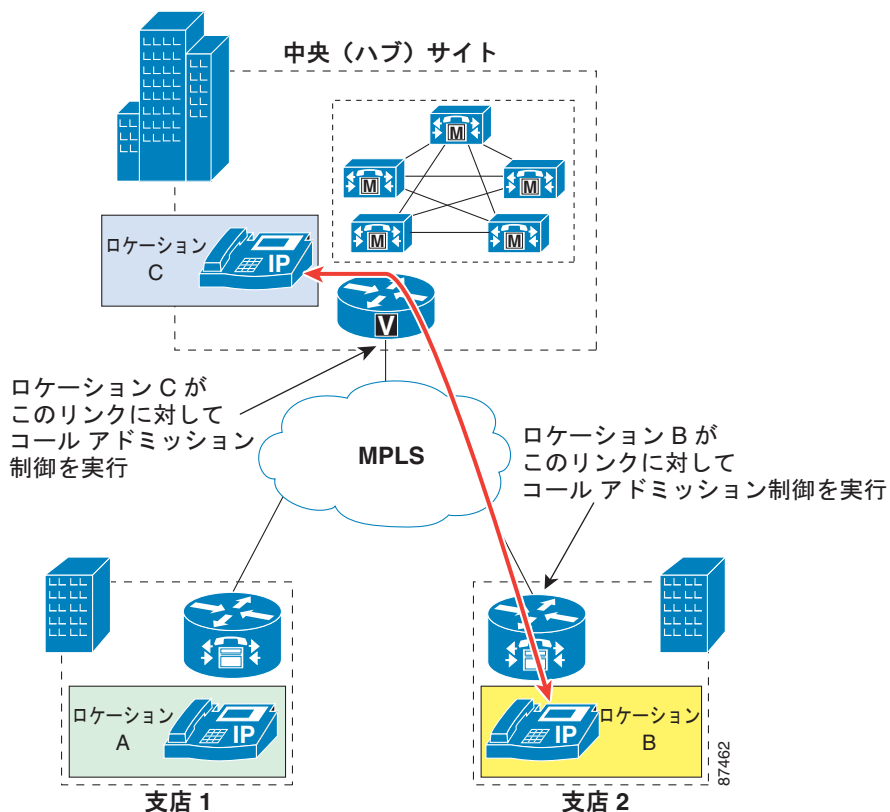 中央（ハブ）サイト
M
M
M
M
M
ロケーション
C
IP
V
ロケーション C が
このリンクに対して
コール アドミッション
制御を実行
MPLS
ロケーション B が
このリンクに対して
コール アドミッション制御を実行
ロケーション
A
IP
支店 1
IP
ロケーション
B
支店 2
87462